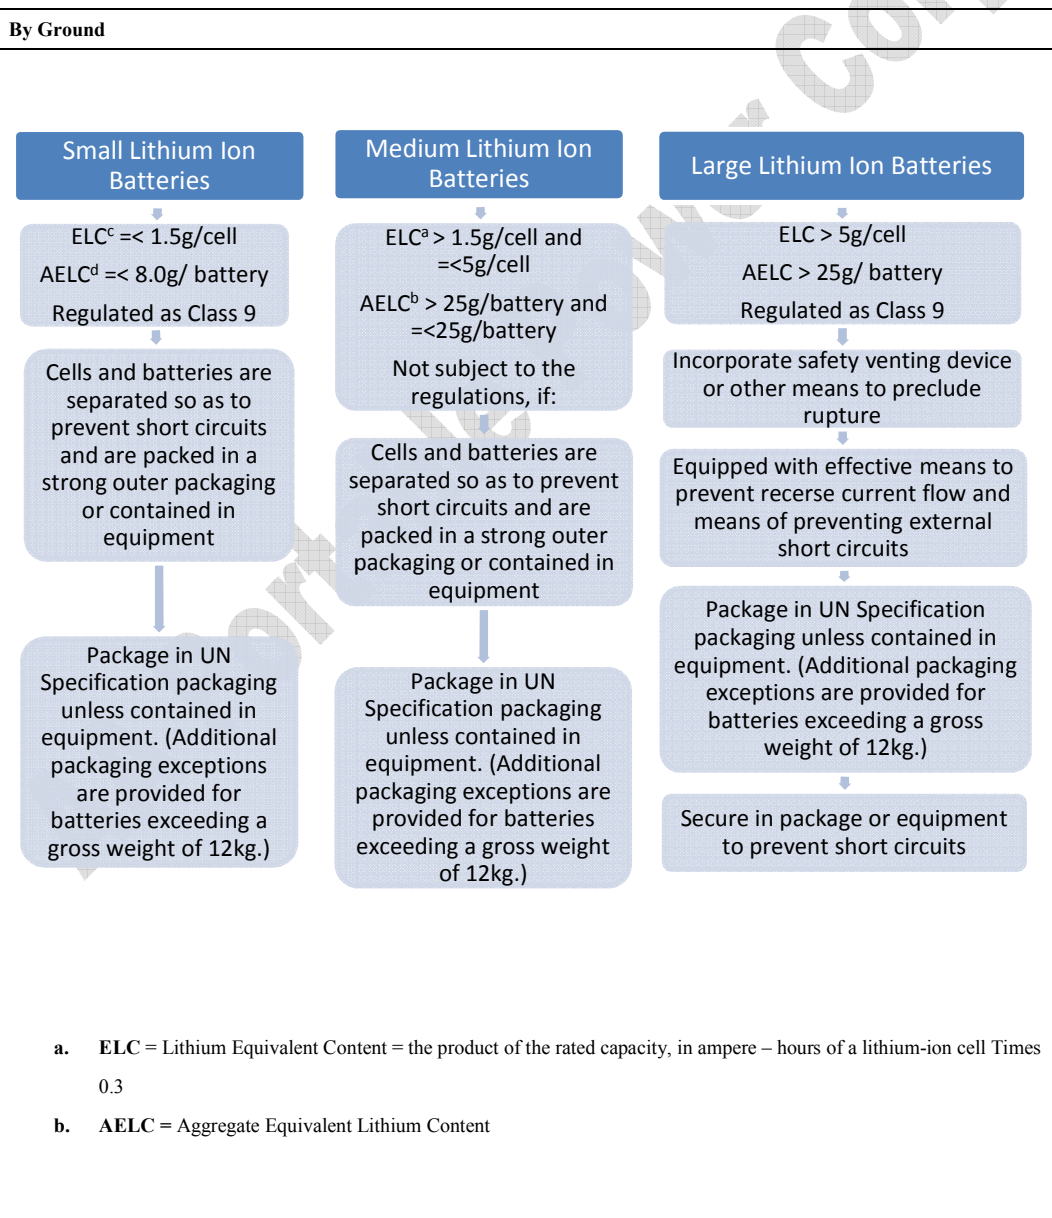 By Ground
Small Lithium Ion
Batteries
ELCᶜ =< 1.5g/cell
AELCᵈ =< 8.0g/ battery
Regulated as Class 9
Cells and batteries are
separated so as to
prevent short circuits
and are packed in a
strong outer packaging
or contained in
equipment
Package in UN
Specification packaging
unless contained in
equipment. (Additional
packaging exceptions
are provided for
batteries exceeding a
gross weight of 12kg.)
Medium Lithium Ion
Batteries
ELCᵃ > 1.5g/cell and
=<5g/cell
AELCᵇ > 25g/battery and
=<25g/battery
Not subject to the
regulations, if:
Cells and batteries are
separated so as to prevent
short circuits and are
packed in a strong outer
packaging or contained in
equipment
Package in UN
Specification packaging
unless contained in
equipment. (Additional
packaging exceptions are
provided for batteries
exceeding a gross weight
of 12kg.)
Large Lithium Ion Batteries
ELC > 5g/cell
AELC > 25g/ battery
Regulated as Class 9
Incorporate safety venting device
or other means to preclude
rupture
Equipped with effective means to
prevent recerse current flow and
means of preventing external
short circuits
Package in UN Specification
packaging unless contained in
equipment. (Additional packaging
exceptions are provided for
batteries exceeding a gross
weight of 12kg.)
Secure in package or equipment
to prevent short circuits
a. ELC = Lithium Equivalent Content = the product of the rated capacity, in ampere – hours of a lithium-ion cell Times
0.3
b. AELC = Aggregate Equivalent Lithium Content